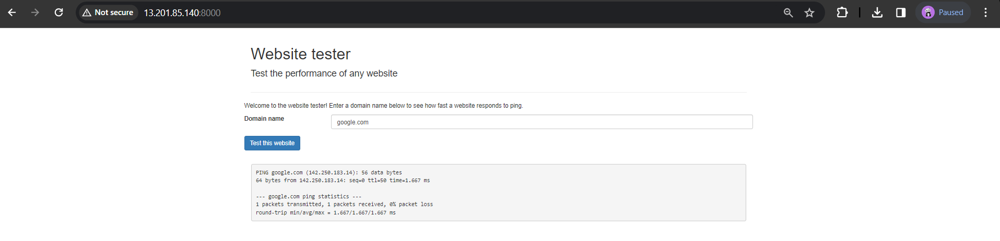 Not secure 13.201.85.140:8000 Paused
Website tester
Test the performance of any website
Welcome to the website tester! Enter a domain name below to see how fast a website responds to ping.
Domain name google.com
Test this website
PING google.com (142.250.183.14): 56 data bytes
64 bytes from 142.250.183.14: seq=0 ttl=50 time=1.667 ms
--- google.com ping statistics ---
1 packets transmitted, 1 packets received, 0% packet loss
round-trip min/avg/max = 1.667/1.667/1.667 ms